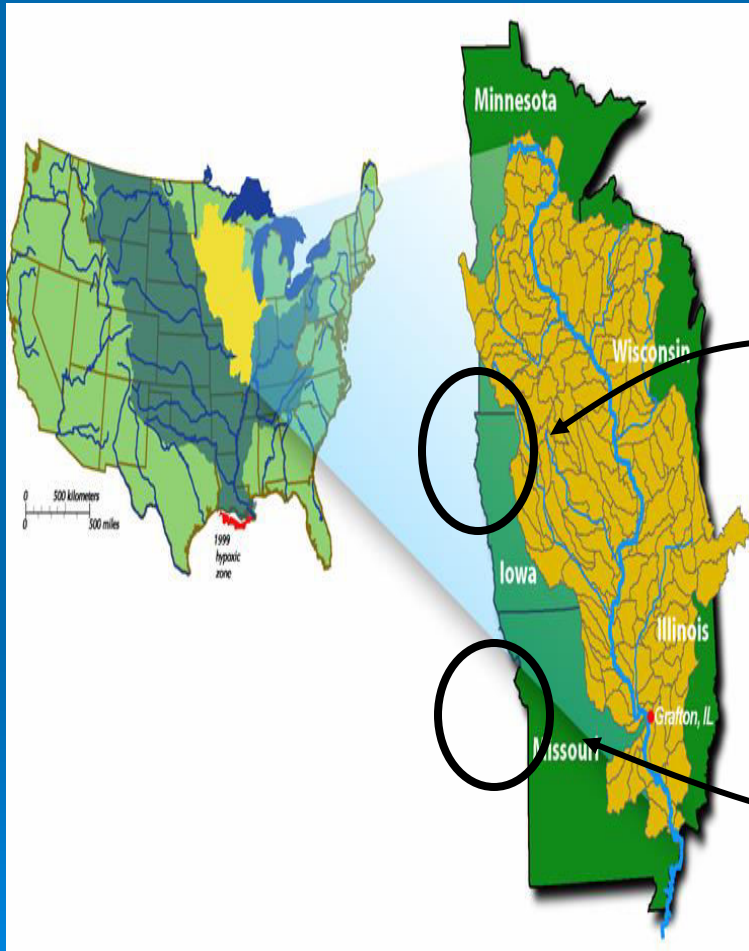 Minnesota
Wisconsin
0 500 kilometers
0 500 miles
1999
hypoxic
zone
Iowa
Illinois
Grafton, IL
Missouri